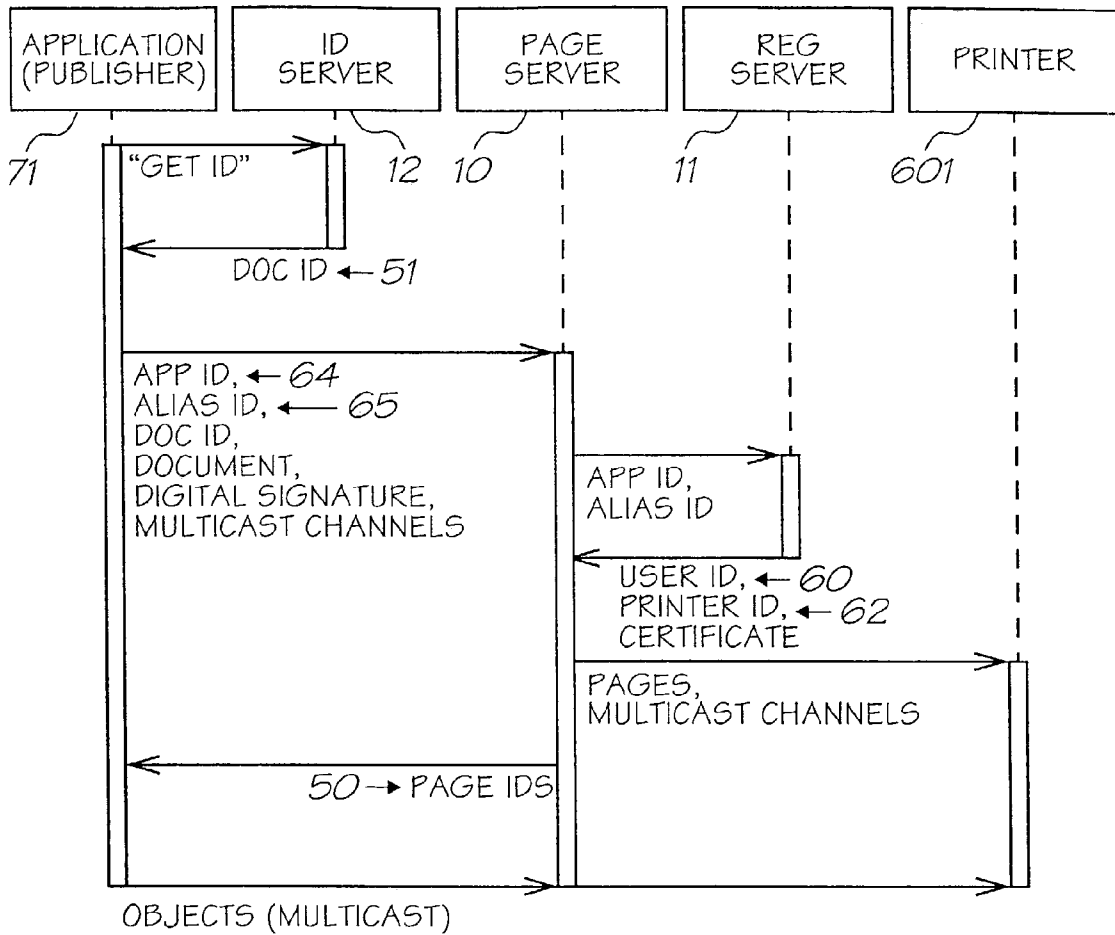 APPLICATION
(PUBLISHER)
ID
SERVER
PAGE
SERVER
REG
SERVER
PRINTER
71
12
10
11
601
"GET ID"
DOC ID ← 51
APP ID, ← 64
ALIAS ID, ← 65
DOC ID,
DOCUMENT,
DIGITAL SIGNATURE,
MULTICAST CHANNELS
APP ID,
ALIAS ID
USER ID, ← 60
PRINTER ID, ← 62
CERTIFICATE
PAGES,
MULTICAST CHANNELS
50 → PAGE IDS
OBJECTS (MULTICAST)